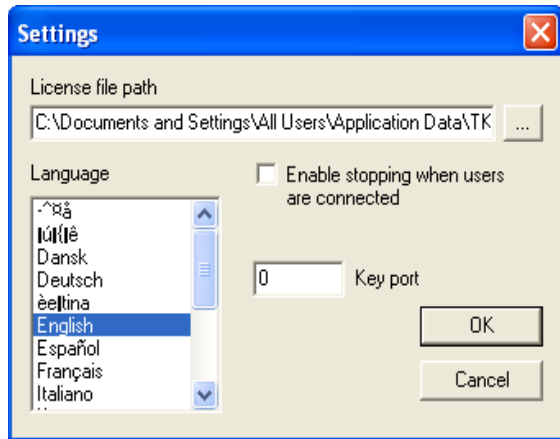 Settings
License file path
C:\Documents and Settings\All Users\Application Data\TK
...
Language
Enable stopping when users
are connected
-^¤å
|ú|{|ê
Dansk
Deutsch
èeltina
English
Español
Français
Italiano
0
Key port
OK
Cancel